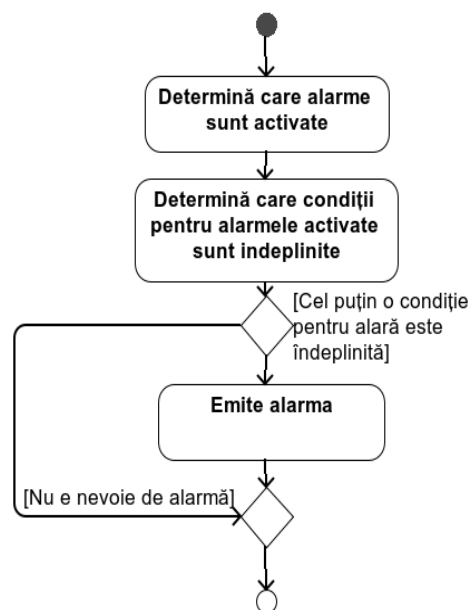 Determină care alarme
sunt activate
Determină care condiții
pentru alarmele activate
sunt indeplinite
[Cel puțin o condiție
pentru alară este
îndeplinită]
Emite alarma
[Nu e nevoie de alarmă]